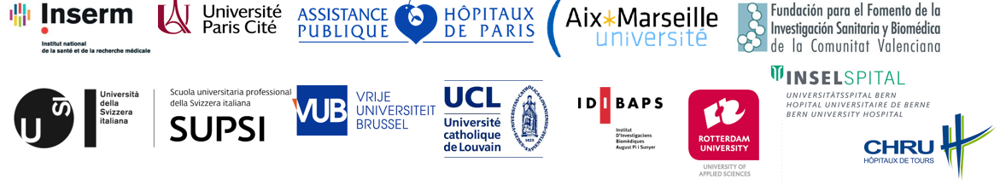 Inserm
Institut national
de la santé et de la recherche médicale
Université
Paris Cité
ASSISTANCE
PUBLIQUE
HÔPITAUX
DE PARIS
Aix*Marseille
université
Fundación para el Fomento de la
Investigación Sanitaria y Biomédica
de la Comunitat Valenciana
USI
Università
della
Svizzera
italiana
Scuola universitaria professionale
della Svizzera italiana
SUPSI
VUB
VRIJE
UNIVERSITEIT
BRUSSEL
UCL
Université
catholique
de Louvain
1425
IDIBAPS
Institut
D'Investigacions
Biomèdiques
August Pi i Sunyer
ROTTERDAM
UNIVERSITY
UNIVERSITY
OF APPLIED SCIENCES
INSELSPITAL
UNIVERSITÄTSSPITAL BERN
HOPITAL UNIVERSITAIRE DE BERNE
BERN UNIVERSITY HOSPITAL
CHRU
HÔPITAUX DE TOURS